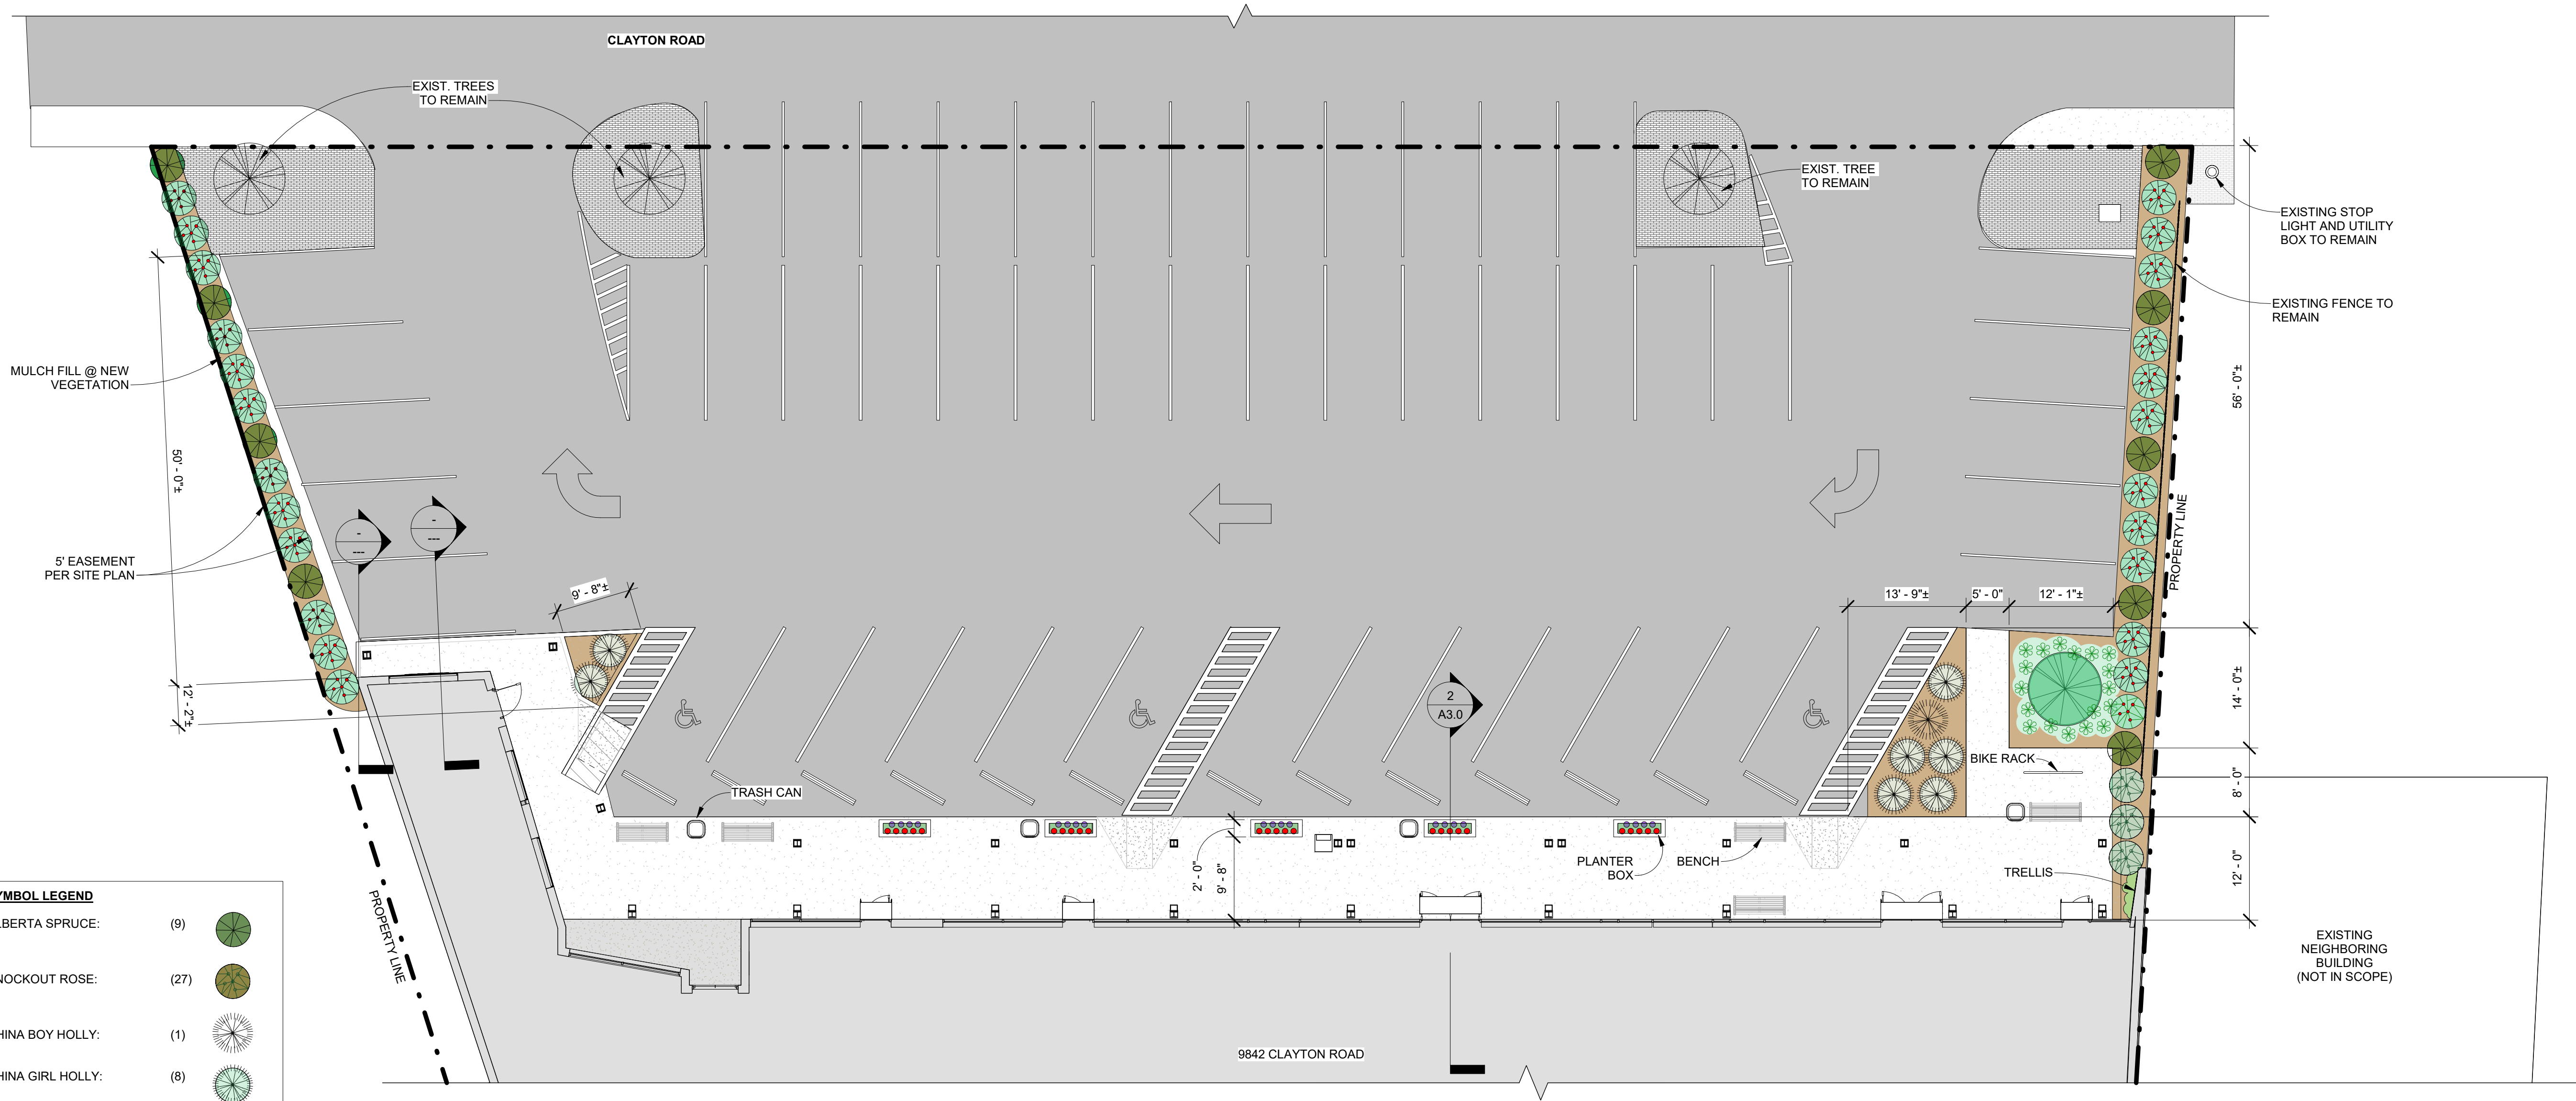 CLAYTON ROAD
EXIST. TREES
TO REMAIN
EXIST. TREE
TO REMAIN
EXISTING STOP
LIGHT AND UTILITY
BOX TO REMAIN
EXISTING FENCE TO
REMAIN
MULCH FILL @ NEW
VEGETATION
56' - 0"±
50' - 0"±
-
---
-
---
PROPERTY LINE
5' EASEMENT
PER SITE PLAN
9' - 8"±
13' - 9"±
5' - 0"
12' - 1"±
12' - 2"±
14' - 0"±
2
A3.0
BIKE RACK
8' - 0"
TRASH CAN
2' - 0"
9' - 8"
PLANTER
BOX
BENCH
TRELLIS
12' - 0"
PROPERTY LINE
YMBOL LEGEND
LBERTA SPRUCE: (9)
NOCKOUT ROSE: (27)
HINA BOY HOLLY: (1)
HINA GIRL HOLLY: (8)
EXISTING
NEIGHBORING
BUILDING
(NOT IN SCOPE)
9842 CLAYTON ROAD